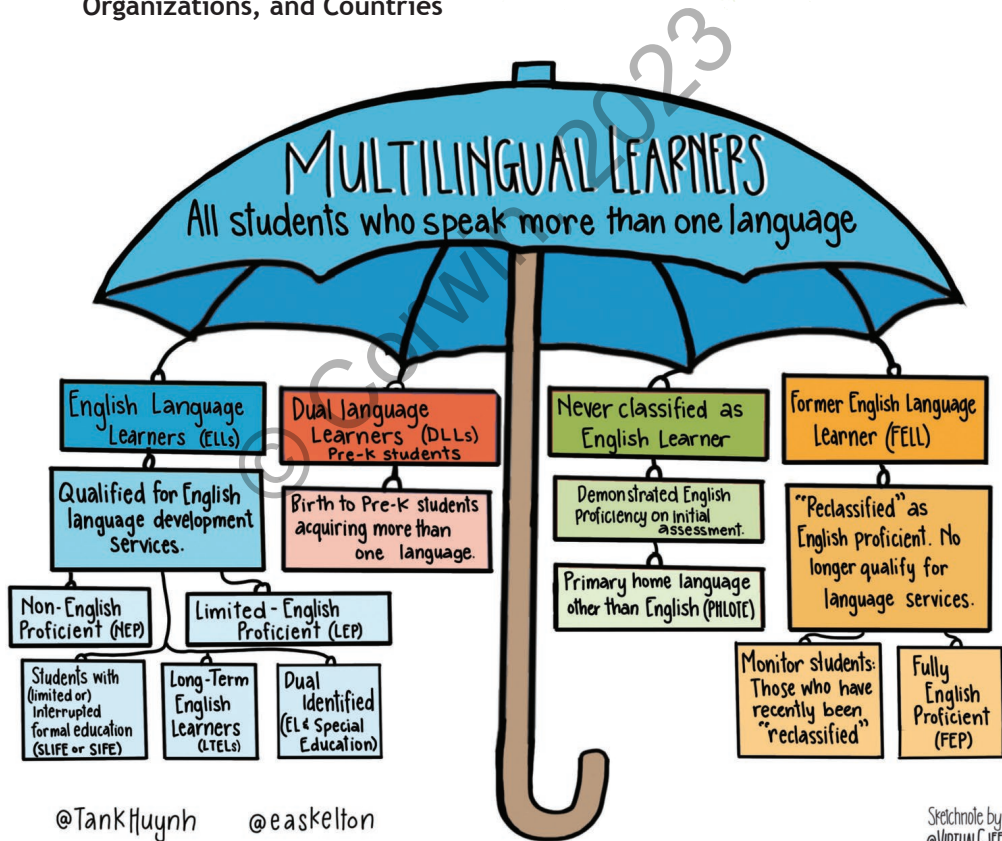 Organizations, and Countries
© Corwin, 2023
MULTILINGUAL LEARNERS
All students who speak more than one language
English Language
Learners (ELLs)
Qualified for English
language development
services.
Non-English
Proficient (NEP)
Limited-English
Proficient (LEP)
Students with
(limited or)
Interrupted
formal education
(SLIFE or SIFE)
Long-Term
English
Learners
(LTELs)
Dual
Identified
(EL & Special
Education)
Dual language
Learners (DLLs)
Pre-K students
Birth to Pre-K students
acquiring more than
one language.
Never classified as
English Learner
Demonstrated English
Proficiency on Initial
assessment.
Primary home language
other than English (PHLOTE)
Former English Language
Learner (FELL)
"Reclassified" as
English proficient. No
longer qualify for
language services.
Monitor students:
Those who have
recently been
"reclassified"
Fully
English
Proficient
(FEP)
@TankHuynh @easkelton
Sketchnote by